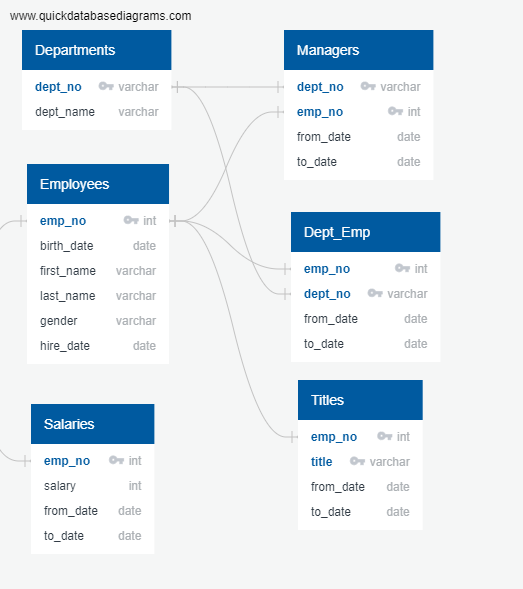 www.quickdatabasediagrams.com
Departments
dept_no varchar
dept_name varchar
Managers
dept_no varchar
emp_no int
from_date date
to_date date
Employees
emp_no int
birth_date date
first_name varchar
last_name varchar
gender varchar
hire_date date
Dept_Emp
emp_no int
dept_no varchar
from_date date
to_date date
Salaries
emp_no int
salary int
from_date date
to_date date
Titles
emp_no int
title varchar
from_date date
to_date date